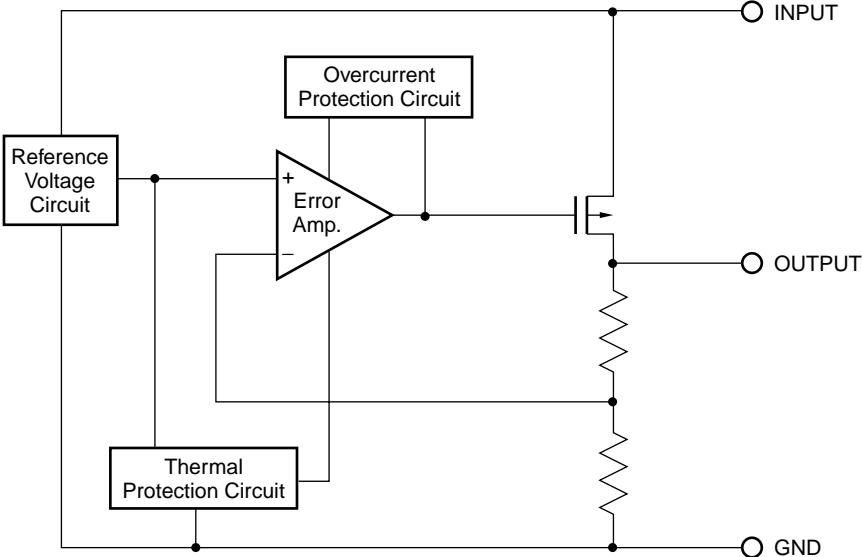 INPUT
Overcurrent
Protection Circuit
Reference
Voltage
Circuit
+
Error
Amp.
−
OUTPUT
Thermal
Protection Circuit
GND